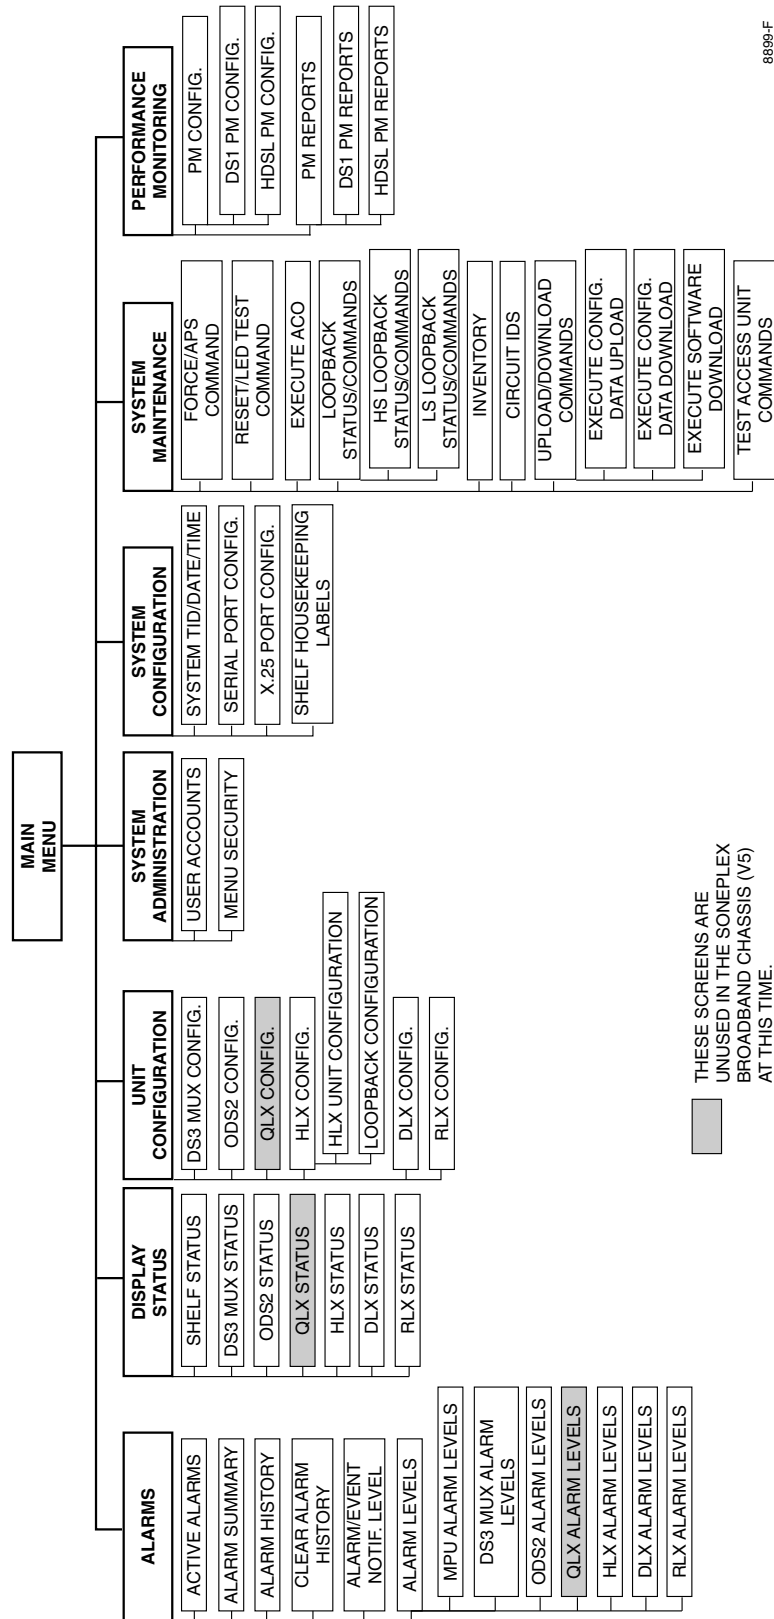 MAIN
MENU
ALARMS
ACTIVE ALARMS
ALARM SUMMARY
ALARM HISTORY
CLEAR ALARM
HISTORY
ALARM/EVENT
NOTIF. LEVEL
ALARM LEVELS
MPU ALARM LEVELS
DS3 MUX ALARM
LEVELS
ODS2 ALARM LEVELS
QLX ALARM LEVELS
HLX ALARM LEVELS
DLX ALARM LEVELS
RLX ALARM LEVELS
DISPLAY
STATUS
SHELF STATUS
DS3 MUX STATUS
ODS2 STATUS
QLX STATUS
HLX STATUS
DLX STATUS
RLX STATUS
UNIT
CONFIGURATION
DS3 MUX CONFIG.
ODS2 CONFIG.
QLX CONFIG.
HLX CONFIG.
HLX UNIT CONFIGURATION
LOOPBACK CONFIGURATION
DLX CONFIG.
RLX CONFIG.
SYSTEM
ADMINISTRATION
USER ACCOUNTS
MENU SECURITY
SYSTEM
CONFIGURATION
SYSTEM TID/DATE/TIME
SERIAL PORT CONFIG.
X.25 PORT CONFIG.
SHELF HOUSEKEEPING
LABELS
SYSTEM
MAINTENANCE
FORCE/APS
COMMAND
RESET/LED TEST
COMMAND
EXECUTE ACO
LOOPBACK
STATUS/COMMANDS
HS LOOPBACK
STATUS/COMMANDS
LS LOOPBACK
STATUS/COMMANDS
INVENTORY
CIRCUIT IDS
UPLOAD/DOWNLOAD
COMMANDS
EXECUTE CONFIG.
DATA UPLOAD
EXECUTE CONFIG.
DATA DOWNLOAD
EXECUTE SOFTWARE
DOWNLOAD
TEST ACCESS UNIT
COMMANDS
PERFORMANCE
MONITORING
PM CONFIG.
DS1 PM CONFIG.
HDSL PM CONFIG.
PM REPORTS
DS1 PM REPORTS
HDSL PM REPORTS
THESE SCREENS ARE
UNUSED IN THE SONEPLEX
BROADBAND CHASSIS (V5)
AT THIS TIME.
8899-F